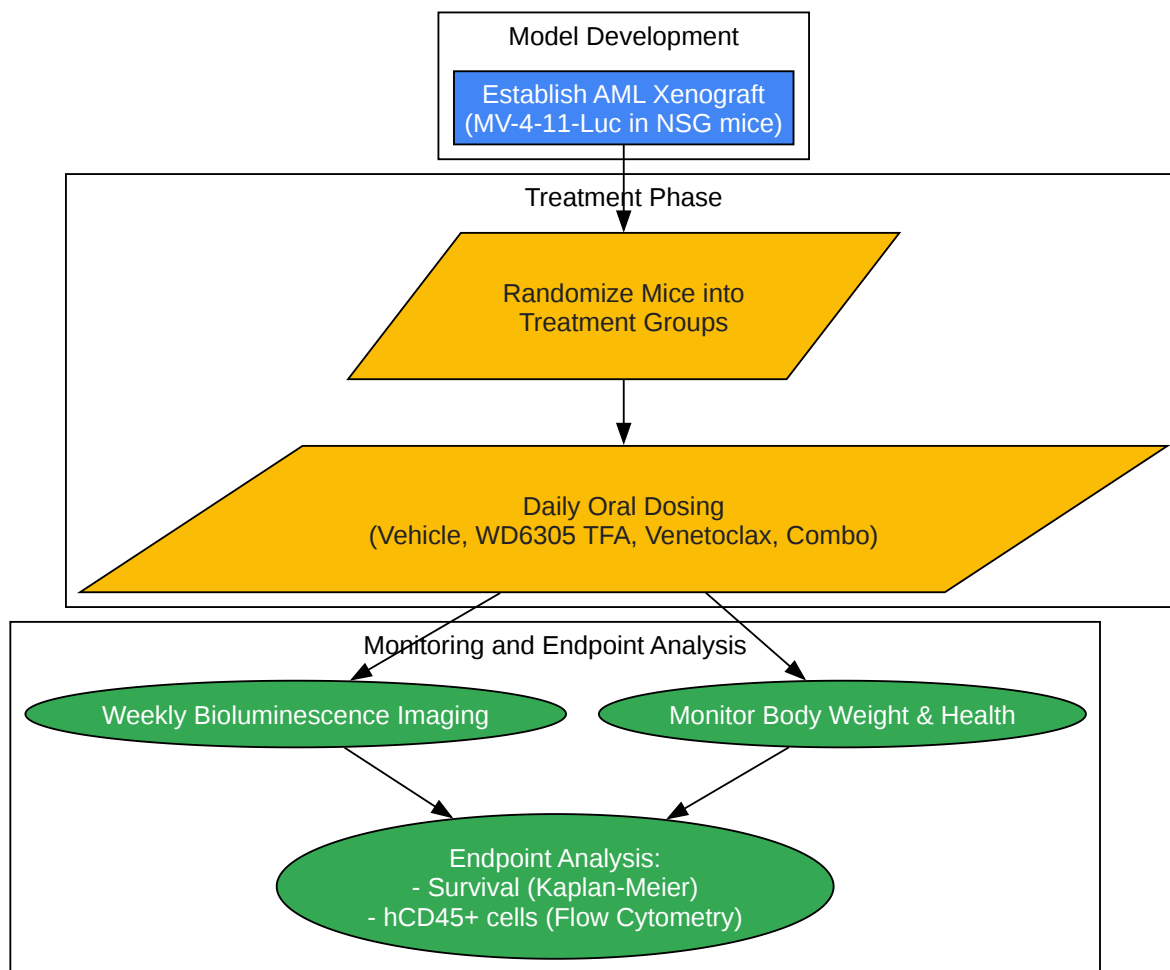 Model Development
Establish AML Xenograft
(MV-4-11-Luc in NSG mice)
Treatment Phase
Randomize Mice into
Treatment Groups
Daily Oral Dosing
(Vehicle, WD6305 TFA, Venetoclax, Combo)
Monitoring and Endpoint Analysis
Weekly Bioluminescence Imaging
Monitor Body Weight & Health
Endpoint Analysis:
- Survival (Kaplan-Meier)
- hCD45+ cells (Flow Cytometry)